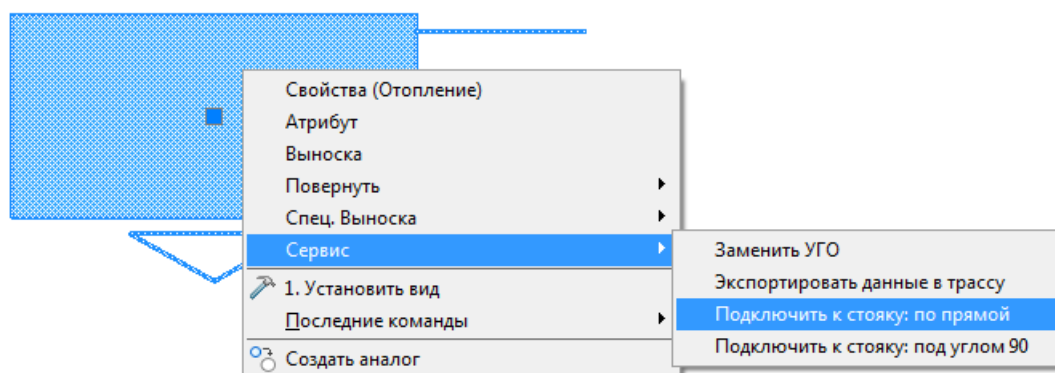 Свойства (Отопление)
Атрибут
Выноска
Повернуть
Спец. Выноска
Сервис
1. Установить вид
Последние команды
Создать аналог
Заменить УГО
Экспортировать данные в трассу
Подключить к стояку: по прямой
Подключить к стояку: под углом 90